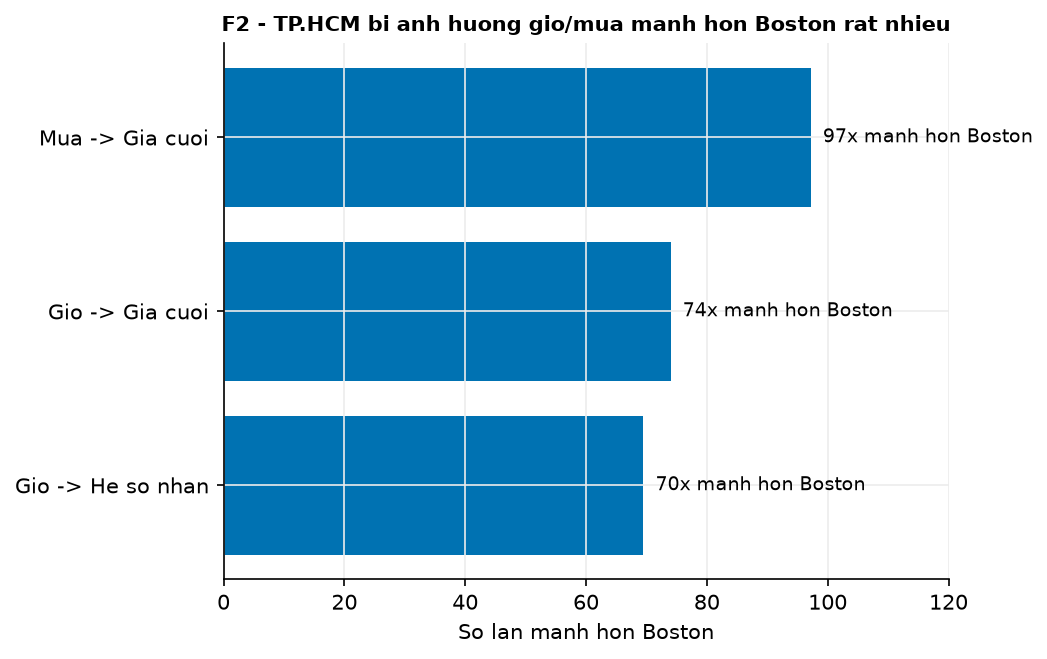 F2 - TP.HCM bi anh huong gio/mua manh hon Boston rat nhieu
Mua -> Gia cuoi
97x manh hon Boston
Gio -> Gia cuoi
74x manh hon Boston
Gio -> He so nhan
70x manh hon Boston
0 20 40 60 80 100 120
So lan manh hon Boston